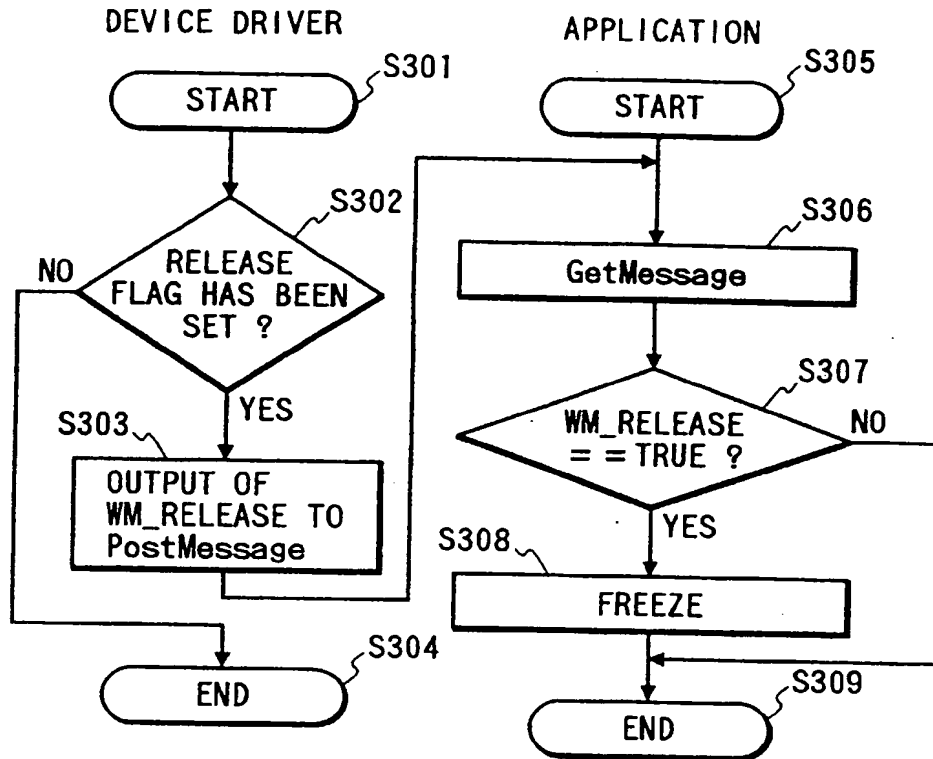 DEVICE DRIVER
START
S301
S302
RELEASE
FLAG HAS BEEN
SET ?
NO
YES
S303
OUTPUT OF
WM_RELEASE TO
PostMessage
S304
END
APPLICATION
START
S305
S306
GetMessage
S307
WM_RELEASE
==TRUE ?
NO
YES
S308
FREEZE
S309
END